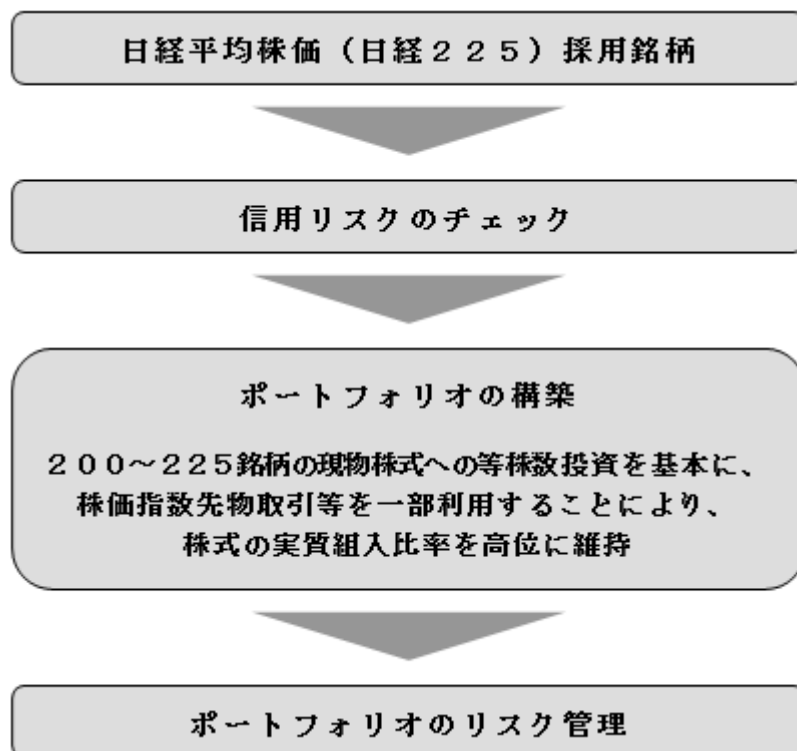 日経平均株価（日経２２５）採用銘柄
信用リスクのチェック
ポートフォリオの構築
２００～２２５銘柄の現物株式への等株数投資を基本に、
株価指数先物取引等を一部利用することにより、
株式の実質組入比率を高位に維持
ポートフォリオのリスク管理